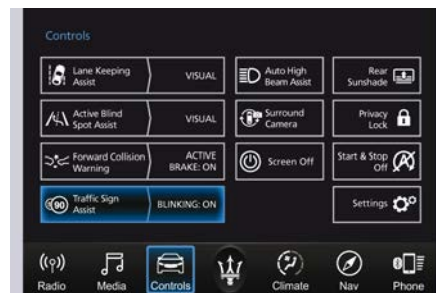 Controls
Lane Keeping
Assist
VISUAL
Auto High
Beam Assist
Rear
Sunshade
Active Blind
Spot Assist
VISUAL
Surround
Camera
Privacy
Lock
Forward Collision
Warning
ACTIVE
BRAKE: ON
Screen Off
Start & Stop
Off
90
Traffic Sign
Assist
BLINKING: ON
Settings
Radio
Media
Controls
Climate
Nav
Phone